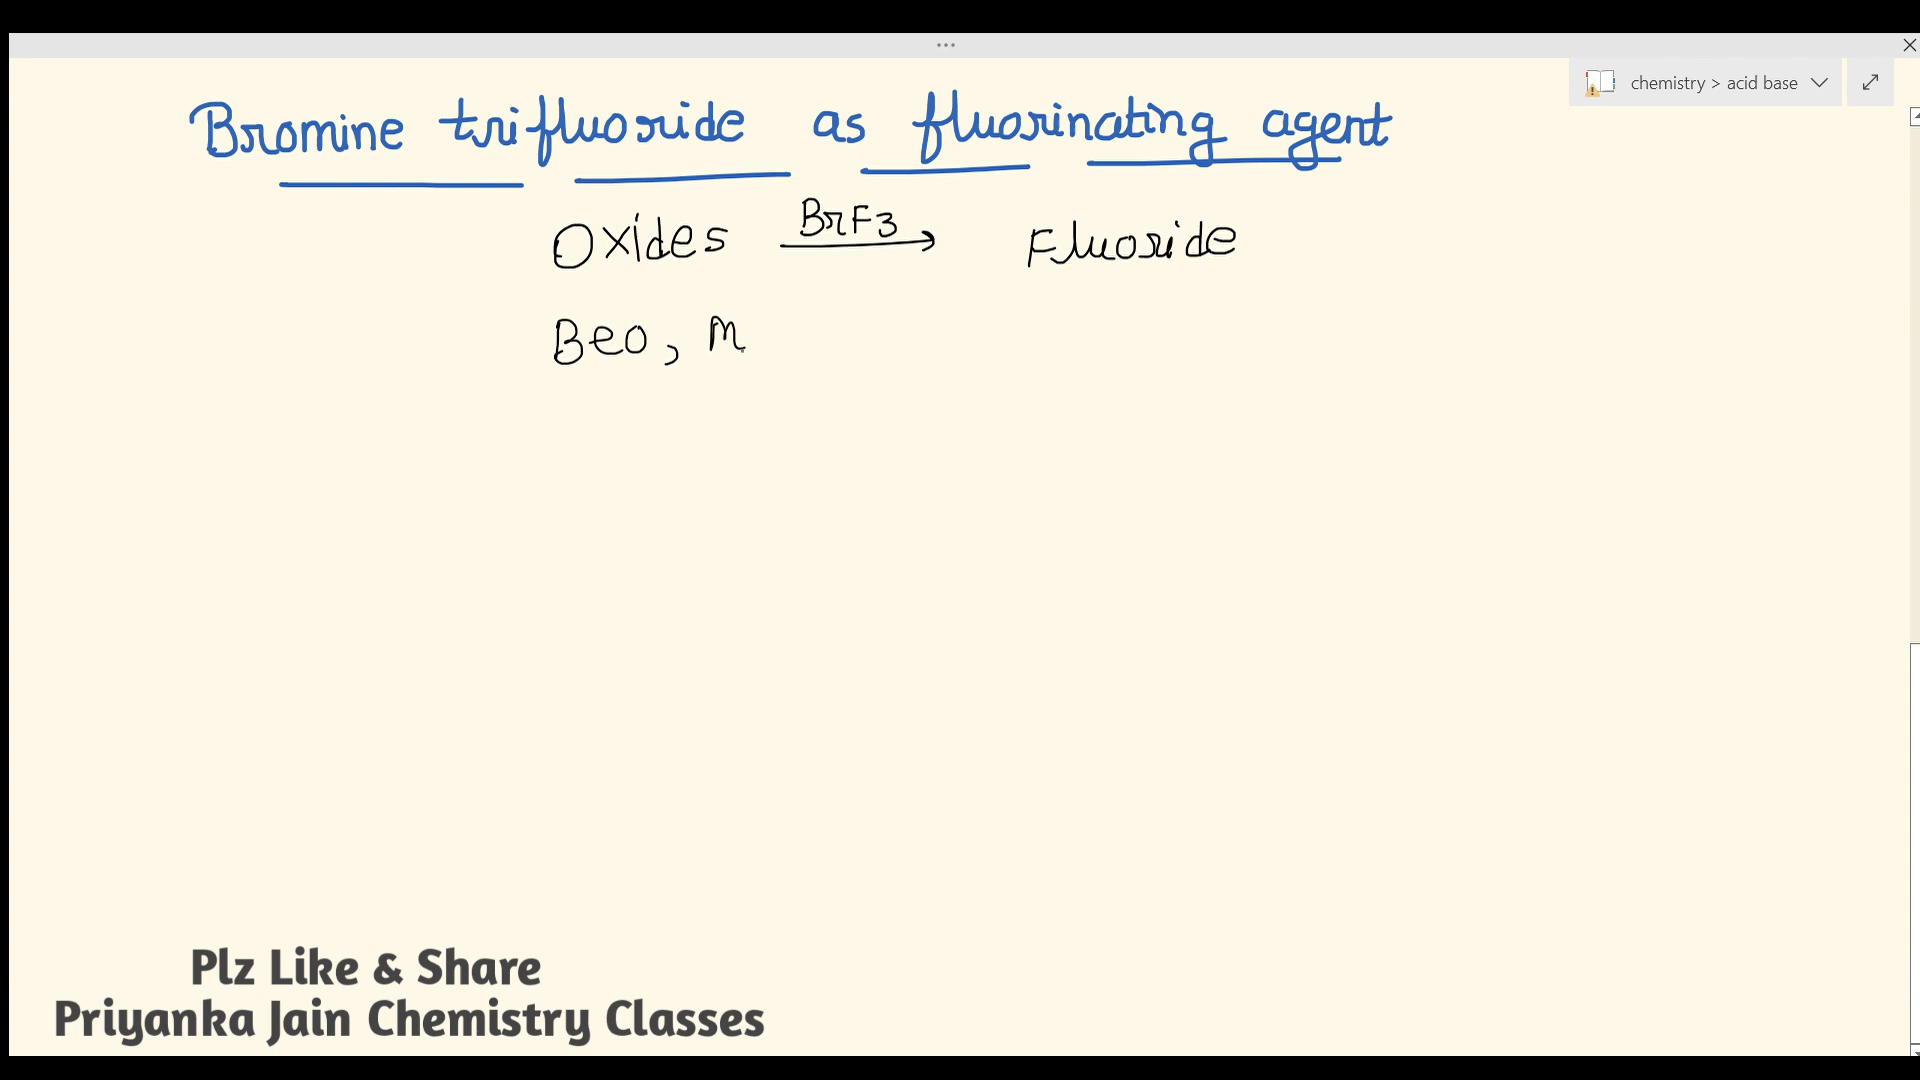 chemistry > acid base
Bromine trifluoride as fluorinating agent
Oxides BrF3 → Fluoride
Beo, M
Plz Like & Share
Priyanka Jain Chemistry Classes